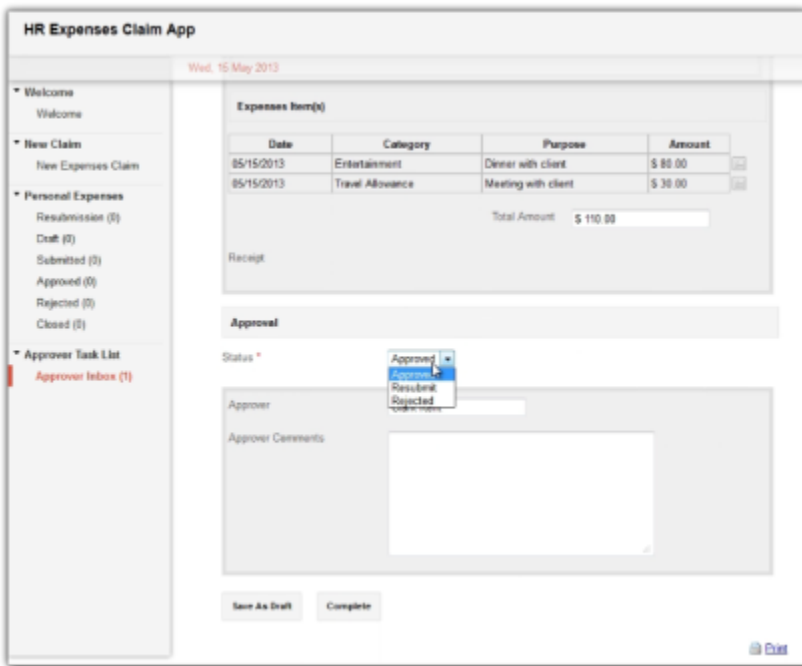 HR Expenses Claim App
Wed, 15 May 2013
Welcome
Welcome
New Claim
New Expenses Claim
Personal Expenses
Resubmission (0)
Draft (0)
Submitted (0)
Approved (0)
Rejected (0)
Closed (0)
Approver Task List
Approver Inbox (1)
Expenses Item(s)
Date Category Purpose Amount
05/15/2013 Entertainment Dinner with client $ 80.00
05/15/2013 Travel Allowance Meeting with client $ 30.00
Total Amount $ 110.00
Receipt
Approval
Status * Approved
Approved
Resubmit
Rejected
Approver
Approver Comments
Save As Draft Complete
Print